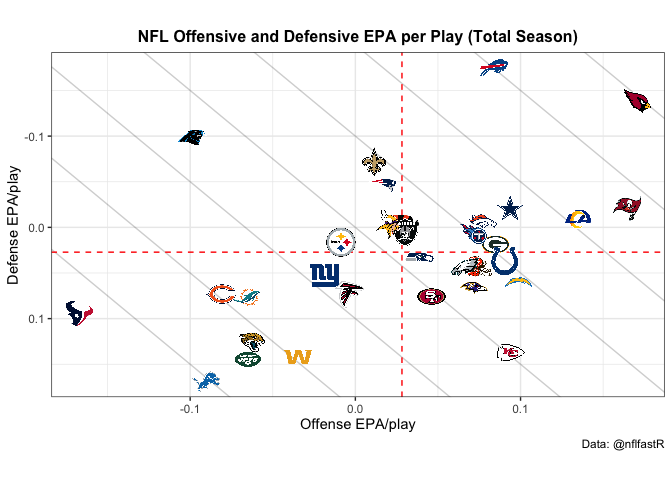 NFL Offensive and Defensive EPA per Play (Total Season)
Defense EPA/play
-0.1
0.0
0.1
-0.1
0.0
0.1
Offense EPA/play
Data: @nflfastR